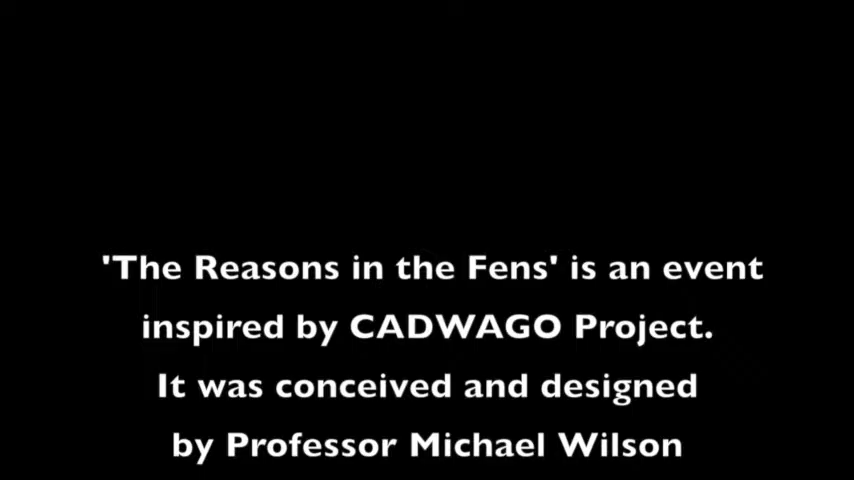 'The Reasons in the Fens' is an event
inspired by CADWAGO Project.
It was conceived and designed
by Professor Michael Wilson